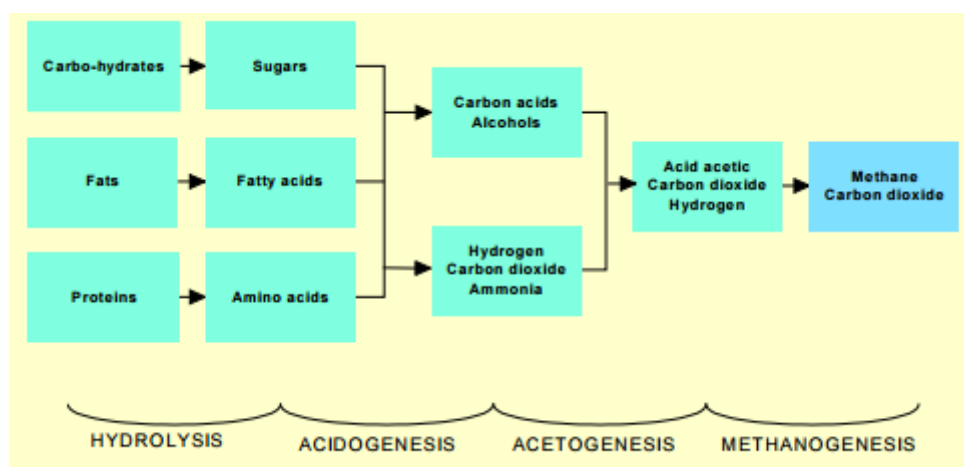 Carbo-hydrates
Sugars
Carbon acids
Alcohols
Fats
Fatty acids
Acid acetic
Carbon dioxide
Hydrogen
Methane
Carbon dioxide
Hydrogen
Carbon dioxide
Ammonia
Proteins
Amino acids
HYDROLYSIS
ACIDOGENESIS
ACETOGENESIS
METHANOGENESIS